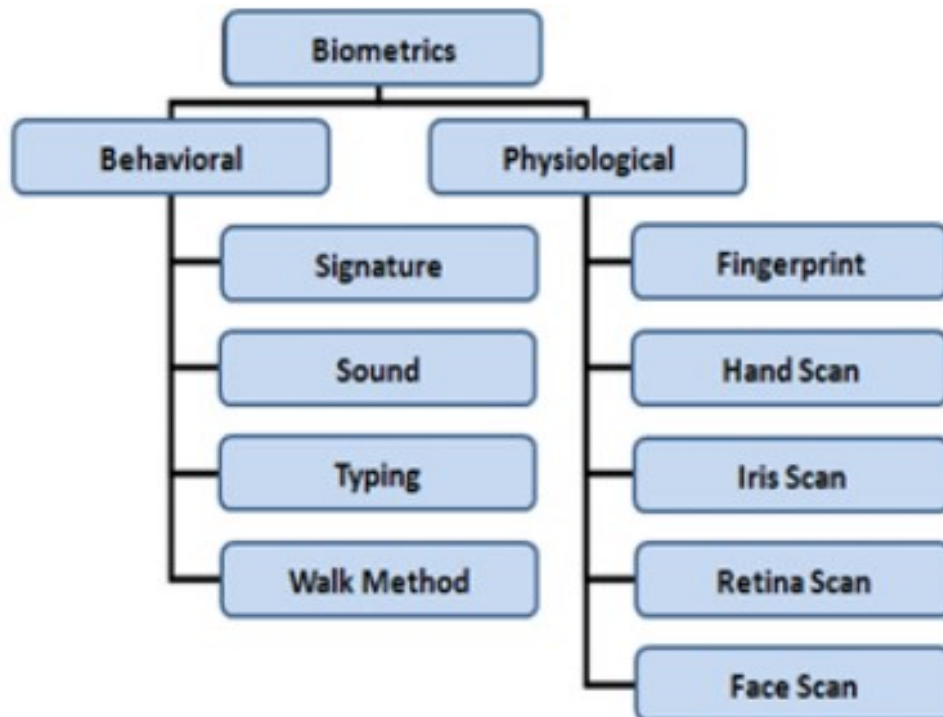 Biometrics
Behavioral
Physiological
Signature
Fingerprint
Sound
Hand Scan
Typing
Iris Scan
Walk Method
Retina Scan
Face Scan